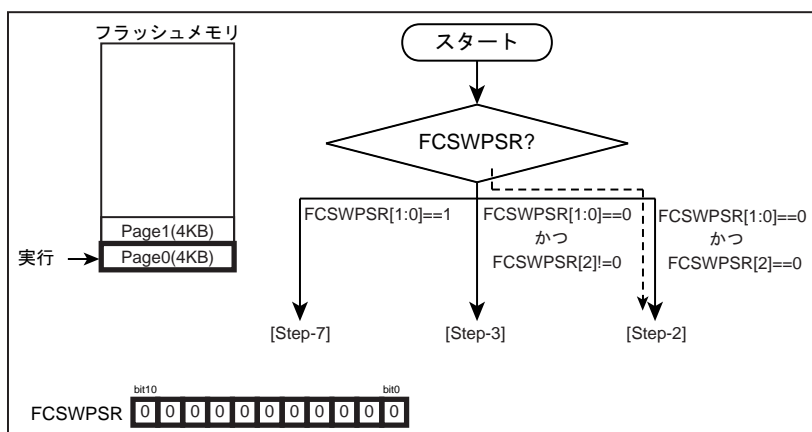 フラッシュメモリ
Page1(4KB)
実行
Page0(4KB)
スタート
FCSWPSR?
FCSWPSR[1:0]==1
FCSWPSR[1:0]==0
かつ
FCSWPSR[2]!=0
FCSWPSR[1:0]==0
かつ
FCSWPSR[2]==0
[Step-7]
[Step-3]
[Step-2]
bit10
bit0
FCSWPSR
0 0 0 0 0 0 0 0 0 0 0